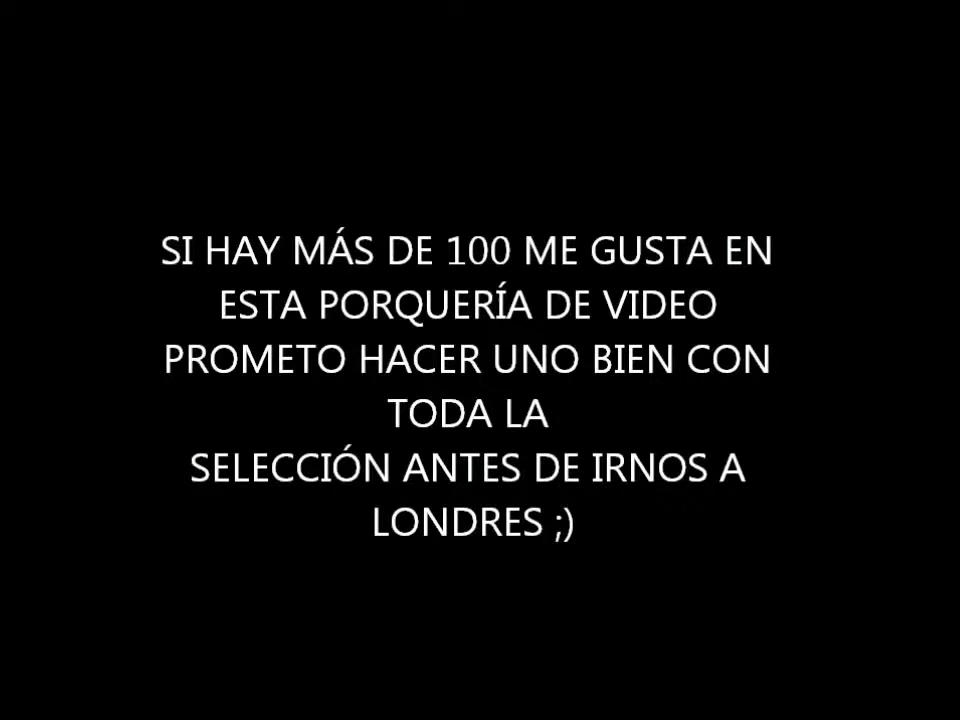 SI HAY MÁS DE 100 ME GUSTA EN
ESTA PORQUERÍA DE VIDEO
PROMETO HACER UNO BIEN CON
TODA LA
SELECCIÓN ANTES DE IRNOS A
LONDRES ;)